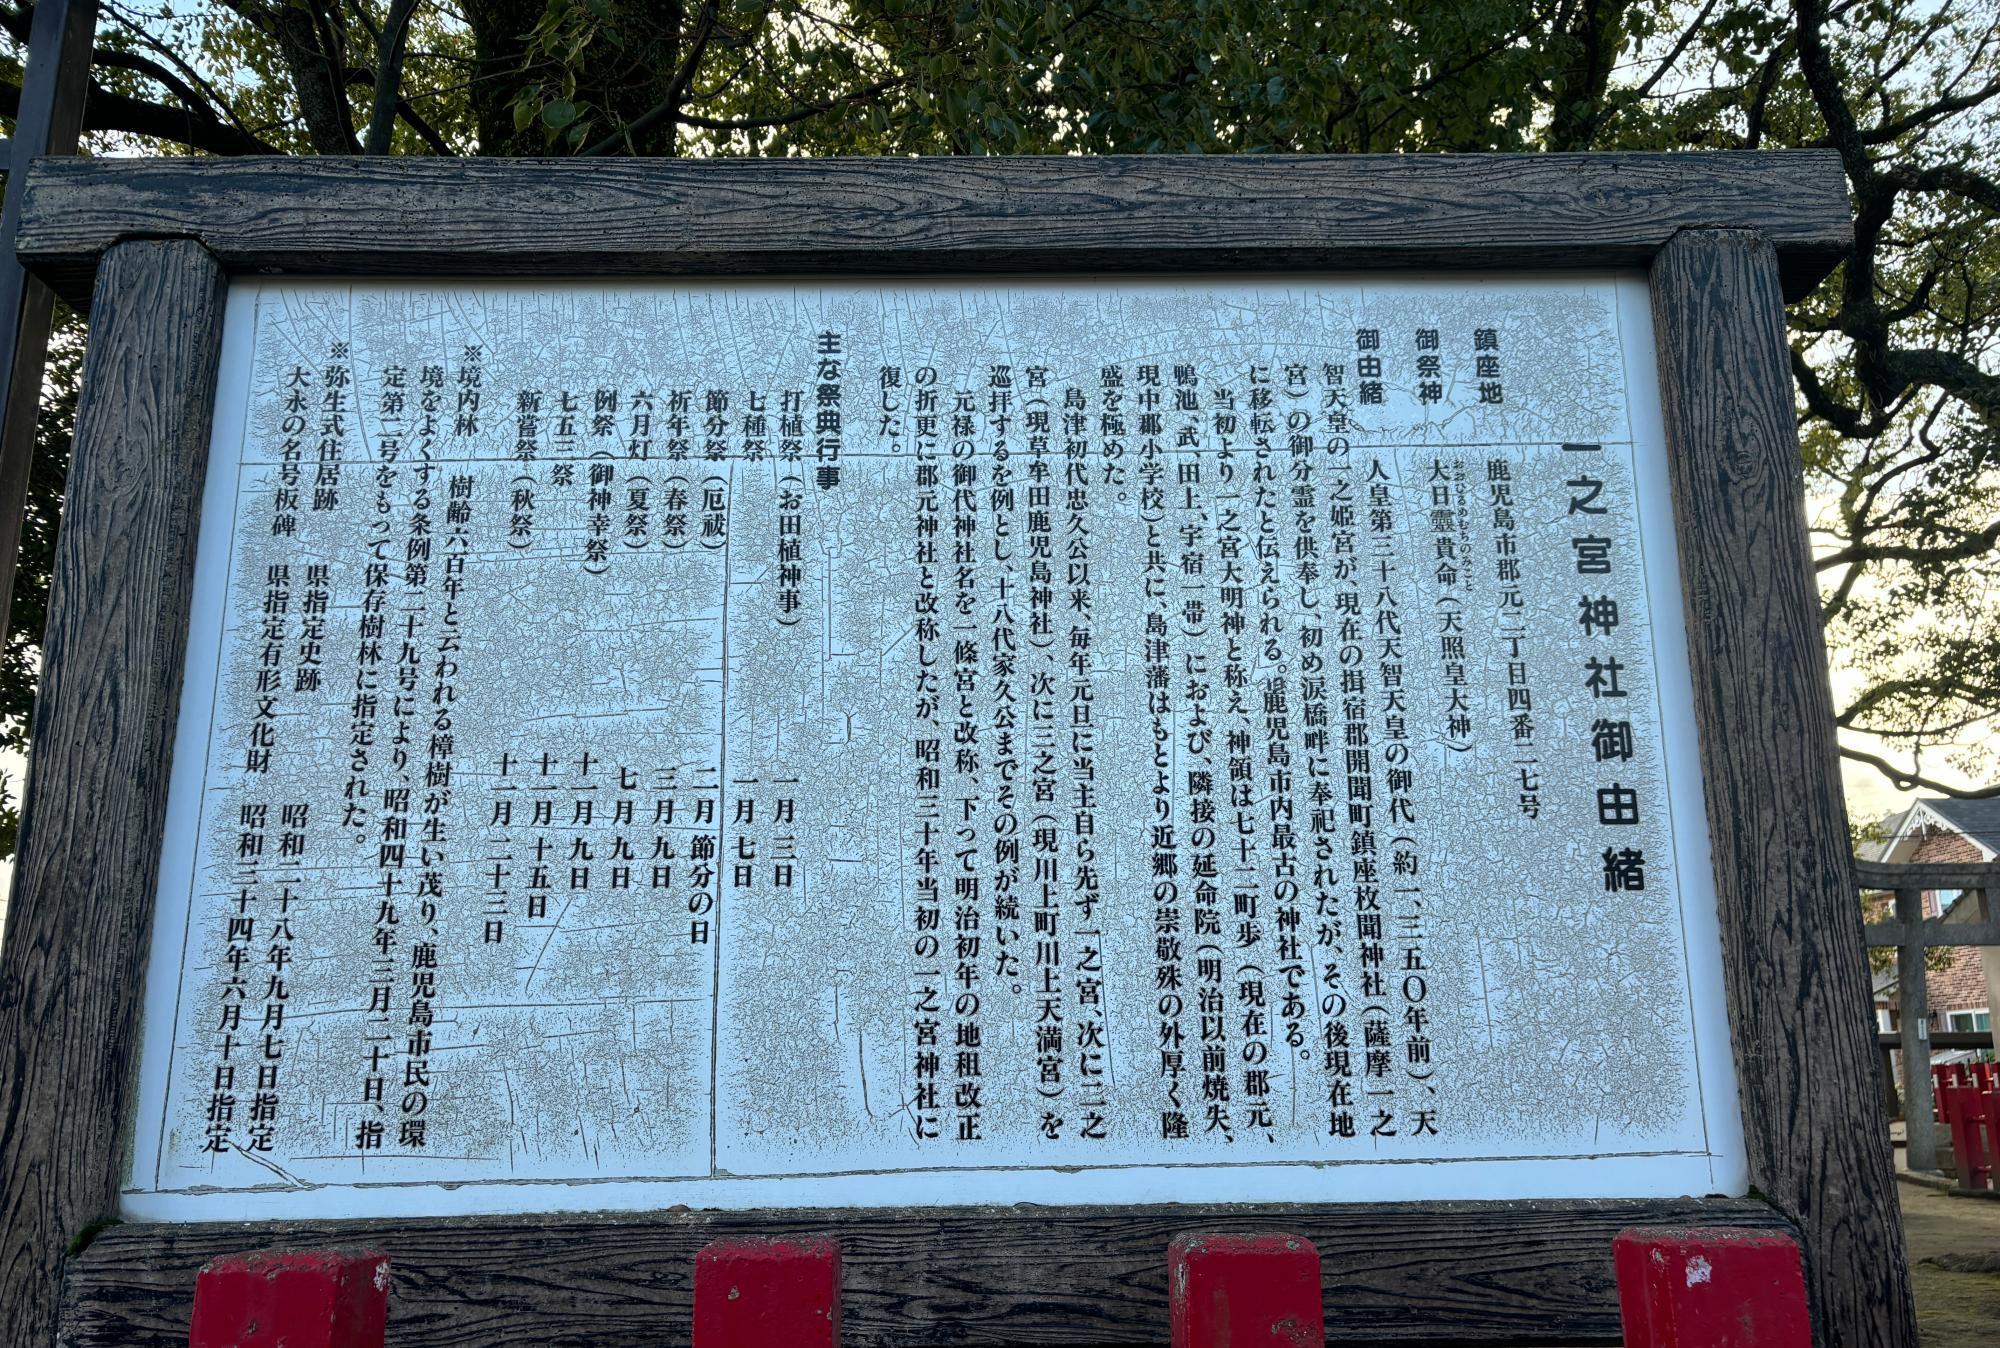 一之宮神社御由緒
鎮座地　鹿児島市郡元二丁目四番二七号
おおひるめむちのみこと
御祭神　大日孁貴命（天照皇大神）
御由緒　人皇第三十八代天智天皇の御代（約一、三五〇年前）、天
智天皇の一之姫宮が、現在の揖宿郡開聞町鎮座枚聞神社（薩摩一之
宮）の御分霊を供奉し、初め涙橋畔に奉祀されたが、その後現在地
に移転されたと伝えられる。旧鹿児島市内最古の神社である。
当初より一之宮大明神と称え、神領は七十二町歩（現在の郡元、
鴨池、武、田上、宇宿一帯）におよび、隣接の延命院（明治以前焼失、
現中郡小学校）と共に、島津藩はもとより近郷の崇敬殊の外厚く隆
盛を極めた。
島津初代忠久公以来、毎年元旦に当主自ら先ず一之宮、次に二之
宮（現草牟田鹿児島神社）、次に三之宮（現川上町川上天満宮）を
巡拝するを例とし、十八代家久公までその例が続いた。
元禄の御代神社名を一條宮と改称、下って明治初年の地租改正
の折更に郡元神社と改称したが、昭和三十年当初の一之宮神社に
復した。
主な祭典行事
打植祭（お田植神事）　一月三日
七種祭　一月七日
節分祭（厄祓）　二月 節分の日
祈年祭（春祭）　三月九日
六月灯（夏祭）　七月九日
例祭（御神幸祭）　十一月九日
七五三祭　十一月十五日
新嘗祭（秋祭）　十一月二十三日
※境内林　樹齢六百年と云われる樟樹が生い茂り、鹿児島市民の環
境をよくする条例第二十九号により、昭和四十九年三月二十日、指
定第二号をもって保存樹林に指定された。
※弥生式住居跡　県指定史跡　昭和二十八年九月七日指定
大永の名号板碑　県指定有形文化財　昭和三十四年六月十日指定